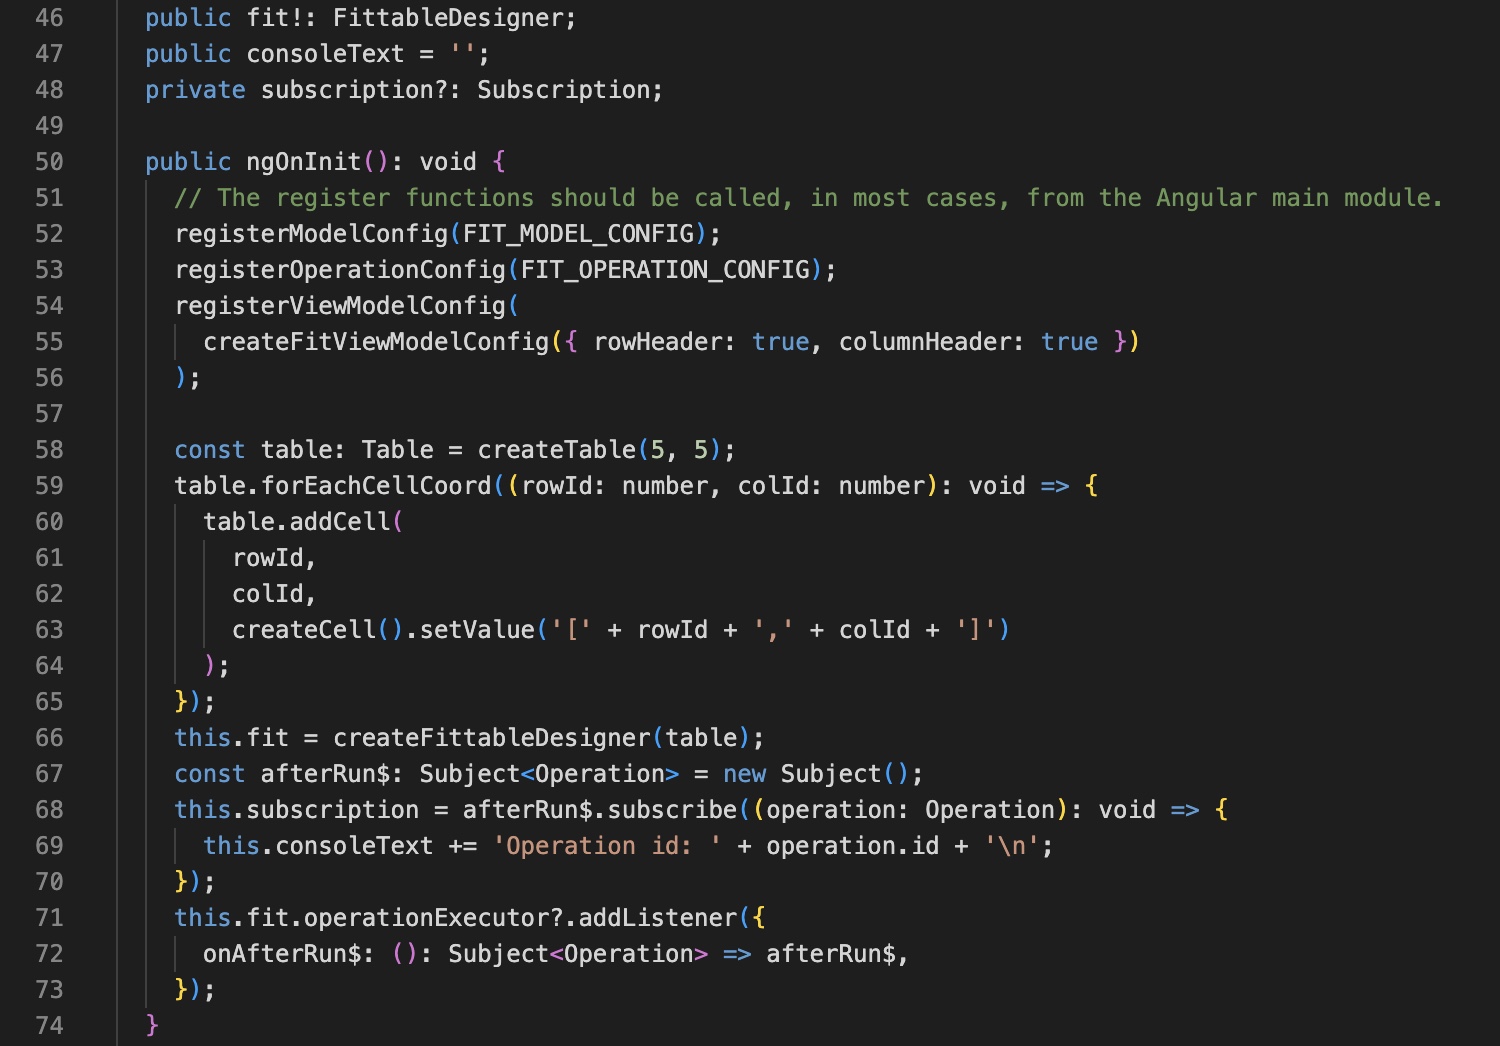 46 public fit!: FittableDesigner;
47 public consoleText = '';
48 private subscription?: Subscription;
49
50 public ngOnInit(): void {
51 // The register functions should be called, in most cases, from the Angular main module.
52 registerModelConfig(FIT_MODEL_CONFIG);
53 registerOperationConfig(FIT_OPERATION_CONFIG);
54 registerViewModelConfig(
55 createFitViewModelConfig({ rowHeader: true, columnHeader: true })
56 );
57
58 const table: Table = createTable(5, 5);
59 table.forEachCellCoord((rowId: number, colId: number): void => {
60 table.addCell(
61 rowId,
62 colId,
63 createCell().setValue('[' + rowId + ',' + colId + ']')
64 );
65 });
66 this.fit = createFittableDesigner(table);
67 const afterRun$: Subject<Operation> = new Subject();
68 this.subscription = afterRun$.subscribe((operation: Operation): void => {
69 this.consoleText += 'Operation id: ' + operation.id + '\n';
70 });
71 this.fit.operationExecutor?.addListener({
72 onAfterRun$: (): Subject<Operation> => afterRun$,
73 });
74 }